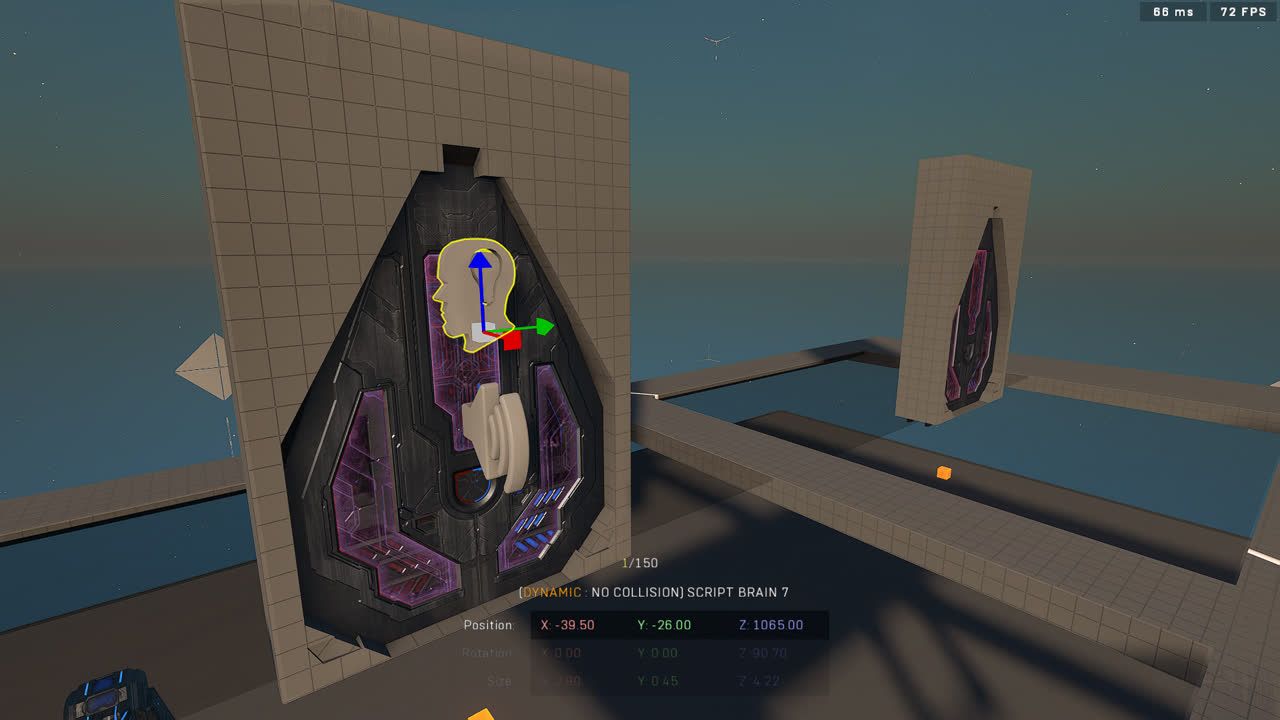 66 ms 72 FPS
1/150
(DYNAMIC : NO COLLISION) SCRIPT BRAIN 7
Position: X: -39.50 Y: -26.00 Z: 1065.00
Rotation: X: 0.00 Y: 0.00 Z: 90.70
Size: Y: 0.45 Z: 4.22